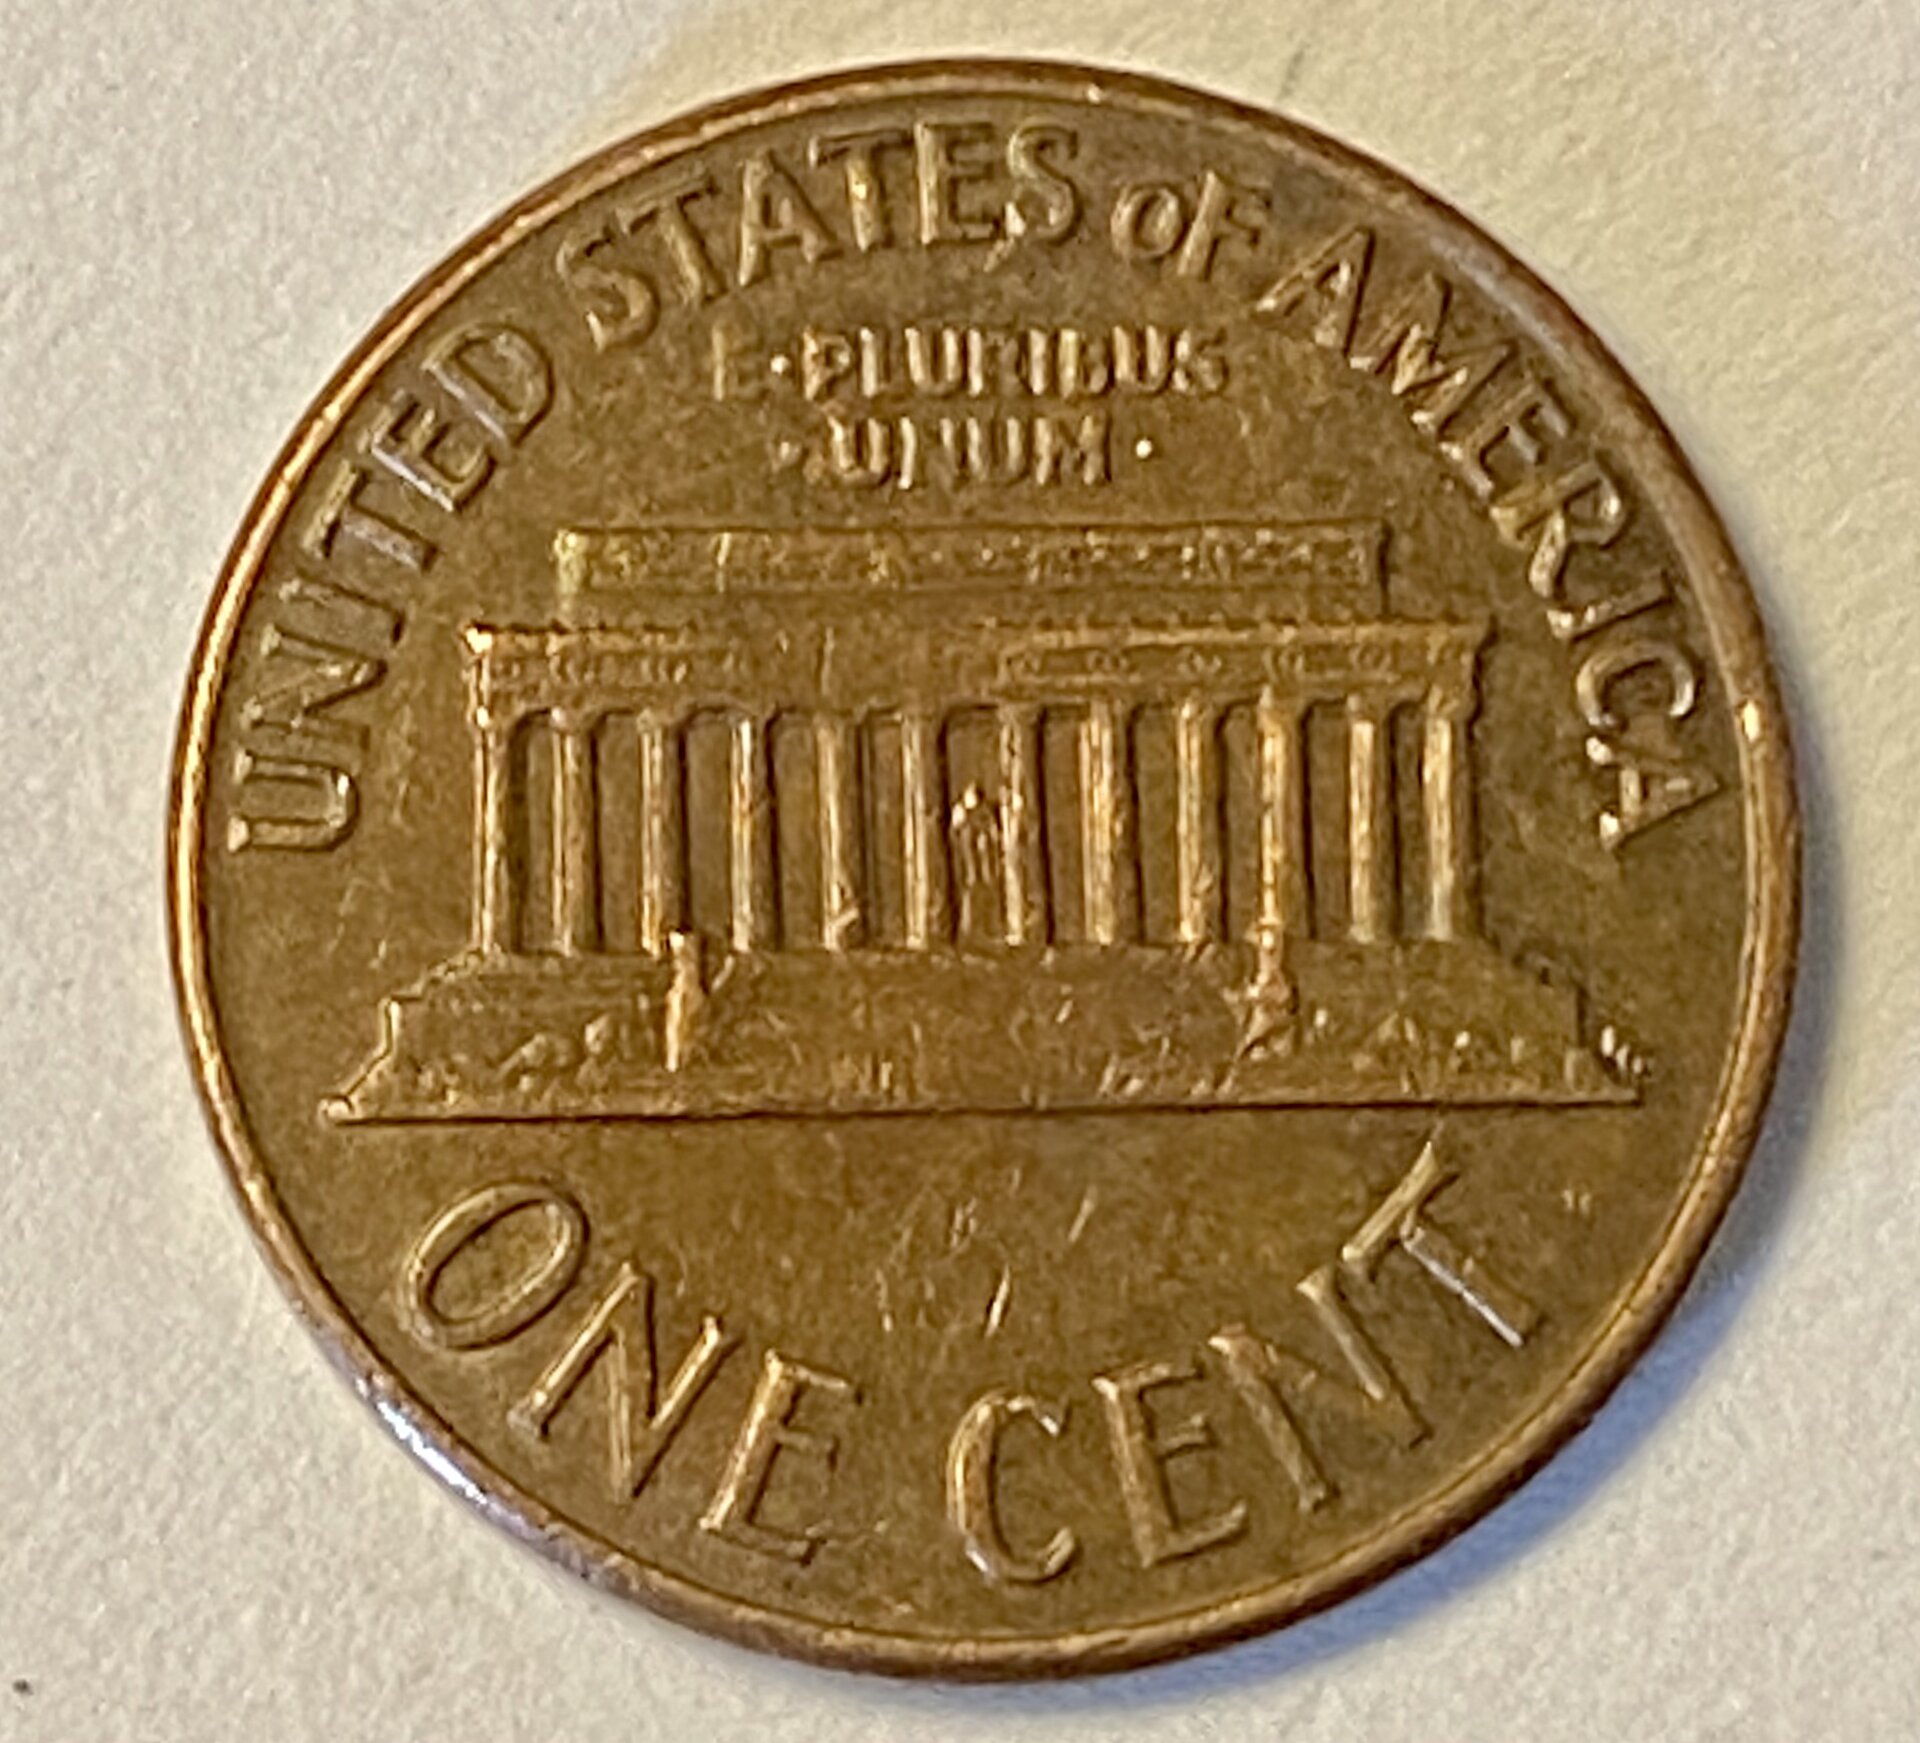 UNITED STATES OF AMERICA
E·PLURIBUS
·UNUM·
ONE CENT